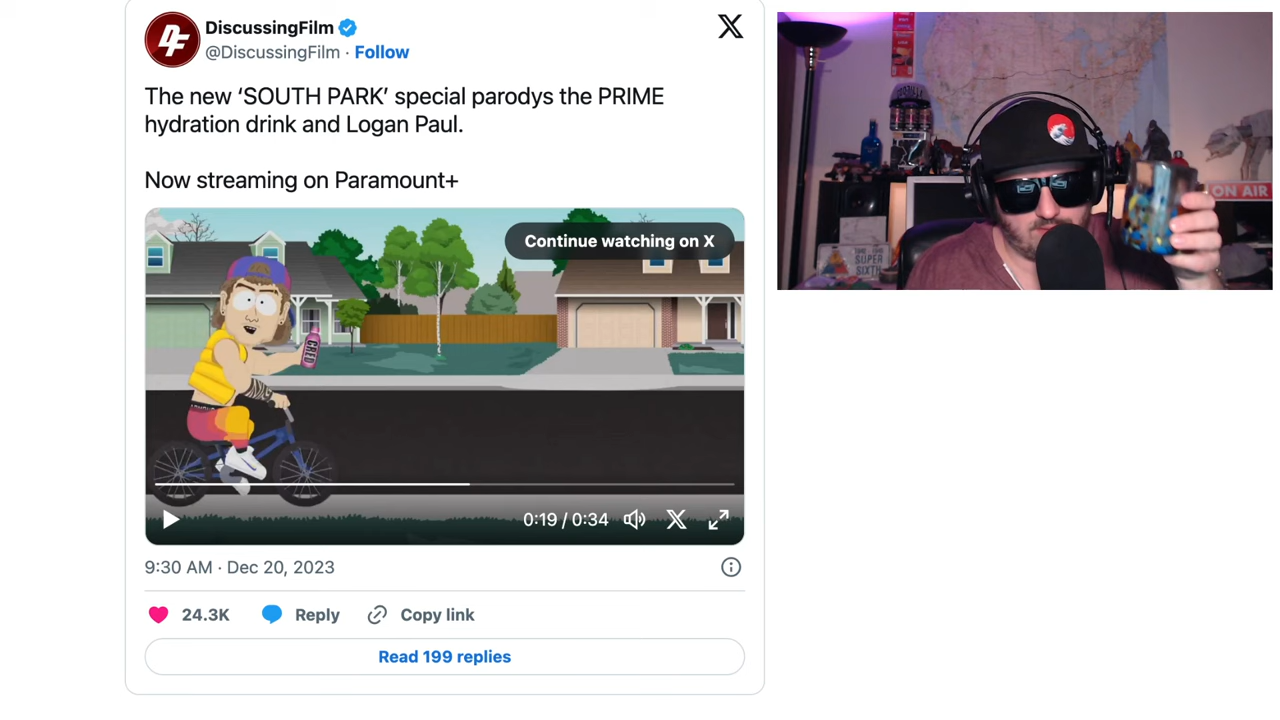 DiscussingFilm
@DiscussingFilm · Follow
The new ‘SOUTH PARK’ special parodys the PRIME
hydration drink and Logan Paul.
Now streaming on Paramount+
Continue watching on X
CRED
0:19 / 0:34
9:30 AM · Dec 20, 2023
24.3K Reply Copy link
Read 199 replies
ON AIR
SUPER
SIXTH